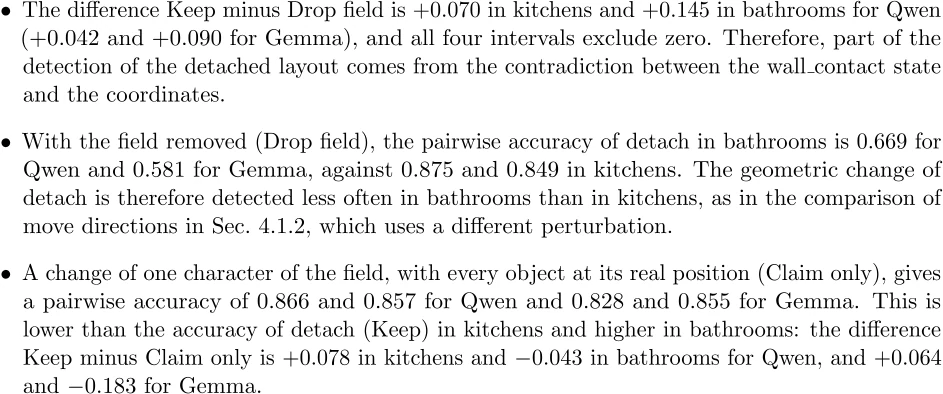 • The difference Keep minus Drop field is +0.070 in kitchens and +0.145 in bathrooms for Qwen
(+0.042 and +0.090 for Gemma), and all four intervals exclude zero. Therefore, part of the
detection of the detached layout comes from the contradiction between the wall_contact state
and the coordinates.
• With the field removed (Drop field), the pairwise accuracy of detach in bathrooms is 0.669 for
Qwen and 0.581 for Gemma, against 0.875 and 0.849 in kitchens. The geometric change of
detach is therefore detected less often in bathrooms than in kitchens, as in the comparison of
move directions in Sec. 4.1.2, which uses a different perturbation.
• A change of one character of the field, with every object at its real position (Claim only), gives
a pairwise accuracy of 0.866 and 0.857 for Qwen and 0.828 and 0.855 for Gemma. This is
lower than the accuracy of detach (Keep) in kitchens and higher in bathrooms: the difference
Keep minus Claim only is +0.078 in kitchens and −0.043 in bathrooms for Qwen, and +0.064
and −0.183 for Gemma.